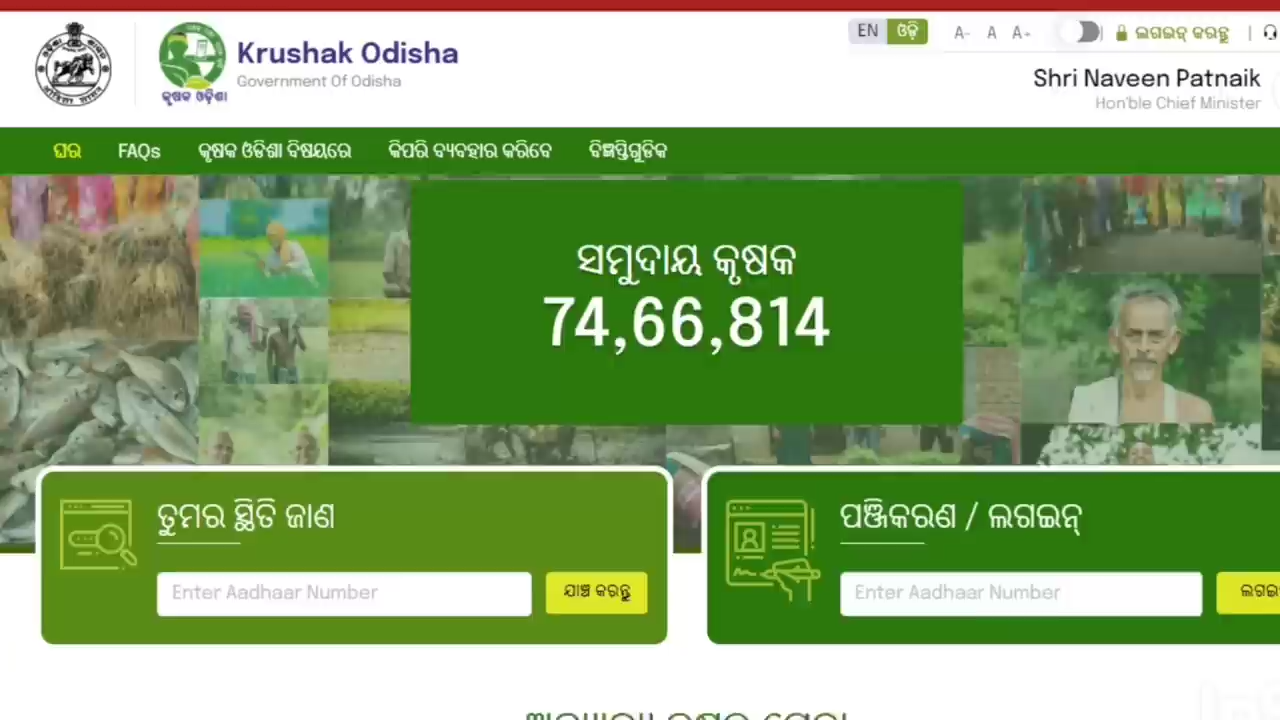 EN ଓଡ଼ି A- A A+ ଲଗଇନ୍ କରନ୍ତୁ
Krushak Odisha
Government Of Odisha
କୃଷକ ଓଡ଼ିଶା
Shri Naveen Patnaik
Hon'ble Chief Minister
ଘର FAQs କୃଷକ ଓଡିଶା ବିଷୟରେ କିପରି ବ୍ୟବହାର କରିବେ ବିଜ୍ଞପ୍ତିଗୁଡିକ
ସମୁଦାୟ କୃଷକ
74,66,814
ତୁମର ସ୍ଥିତି ଜାଣ
Enter Aadhaar Number ଯାଞ୍ଚ କରନ୍ତୁ
ପଞ୍ଜିକରଣ / ଲଗଇନ୍
Enter Aadhaar Number